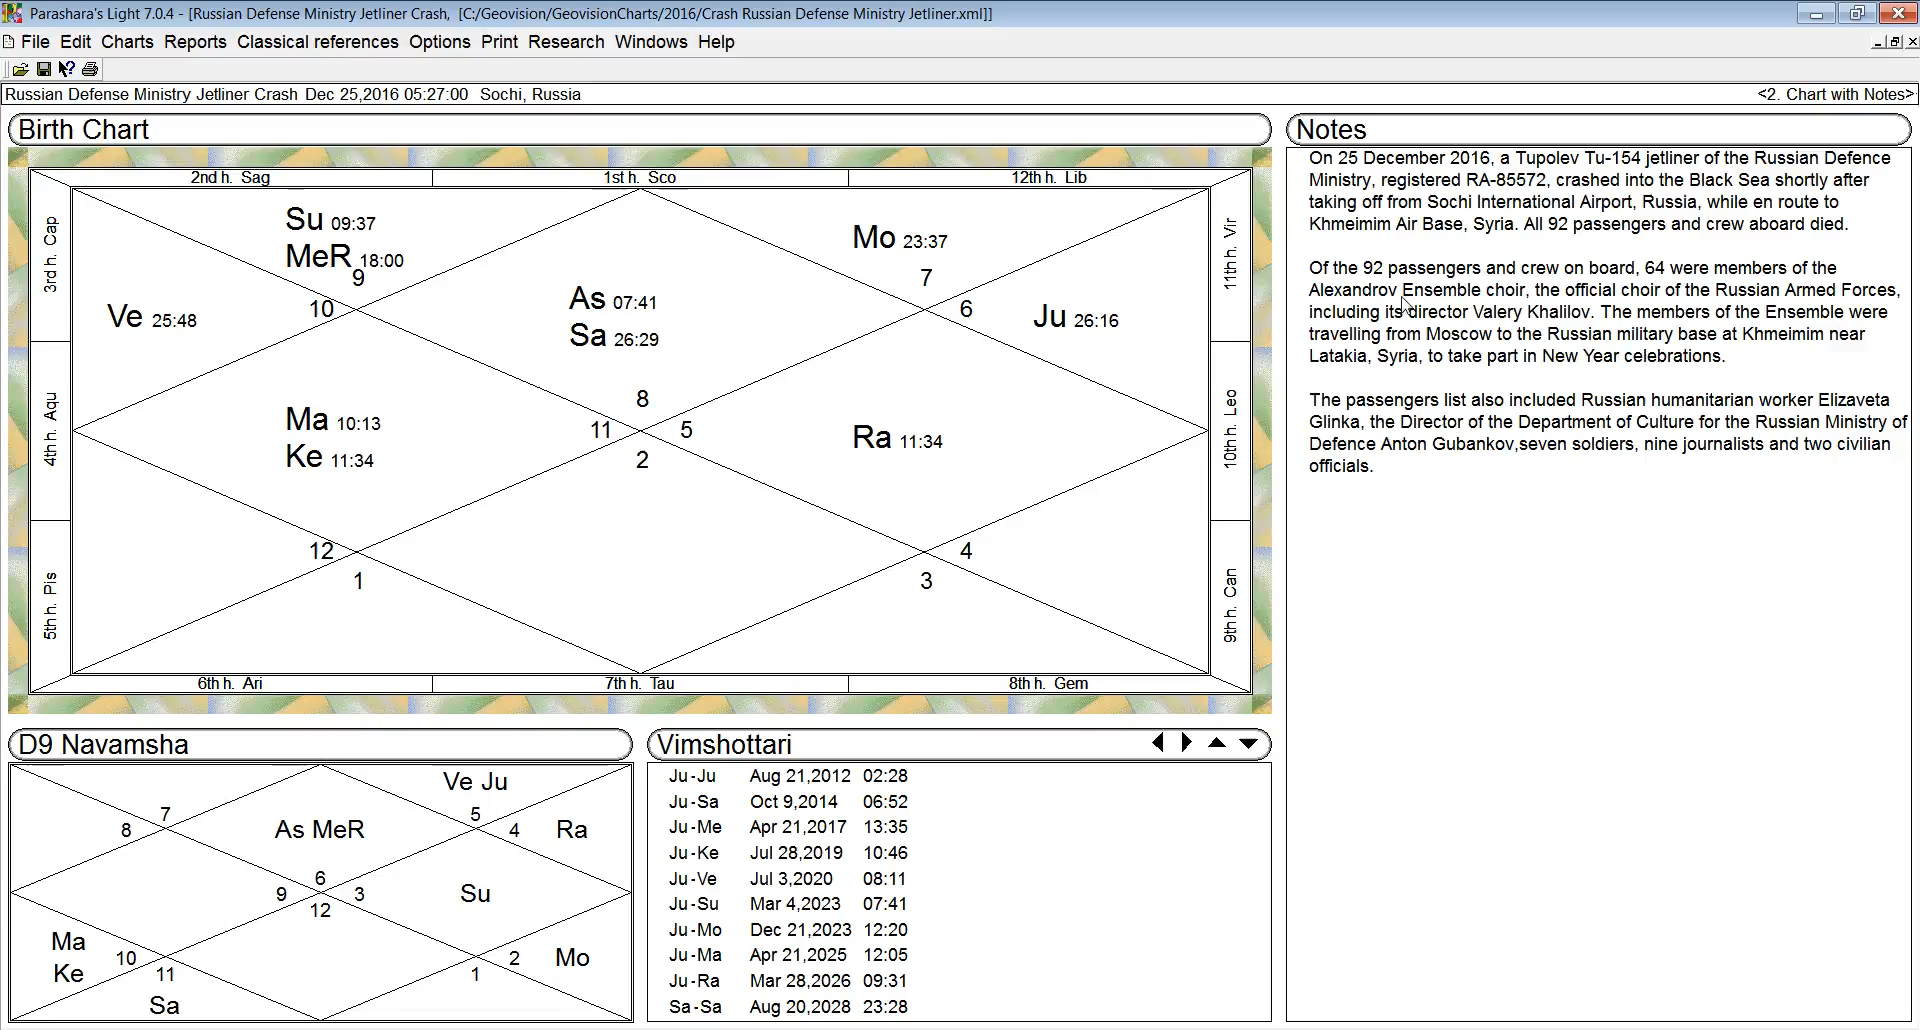 Parashara's Light 7.0.4 - [Russian Defense Ministry Jetliner Crash,  [C:/Geovision/GeovisionCharts/2016/Crash Russian Defense Ministry Jetliner.xml]]
File Edit Charts Reports Classical references Options Print Research Windows Help
Russian Defense Ministry Jetliner Crash Dec 25,2016 05:27:00 Sochi, Russia
<2. Chart with Notes>
Birth Chart
2nd h. Sag
1st h. Sco
12th h. Lib
3rd h. Cap
4th h. Aqu
5th h. Pis
11th h. Vir
10th h. Leo
9th h. Can
Su 09:37
MeR 18:00
9
Mo 23:37
7
Ve 25:48
10
As 07:41
Sa 26:29
6
Ju 26:16
8
Ma 10:13
Ke 11:34
11
5
Ra 11:34
2
12
1
4
3
6th h. Ari
7th h. Tau
8th h. Gem
Notes
On 25 December 2016, a Tupolev Tu-154 jetliner of the Russian Defence
Ministry, registered RA-85572, crashed into the Black Sea shortly after
taking off from Sochi International Airport, Russia, while en route to
Khmeimim Air Base, Syria. All 92 passengers and crew aboard died.
Of the 92 passengers and crew on board, 64 were members of the
Alexandrov Ensemble choir, the official choir of the Russian Armed Forces,
including its director Valery Khalilov. The members of the Ensemble were
travelling from Moscow to the Russian military base at Khmeimim near
Latakia, Syria, to take part in New Year celebrations.
The passengers list also included Russian humanitarian worker Elizaveta
Glinka, the Director of the Department of Culture for the Russian Ministry of
Defence Anton Gubankov,seven soldiers, nine journalists and two civilian
officials.
D9 Navamsha
Ve Ju
7
5
8
As MeR
4
Ra
6
9
3
Su
12
Ma
Ke
10
11
2
Mo
1
Sa
Vimshottari
Ju-Ju Aug 21,2012 02:28
Ju-Sa Oct 9,2014 06:52
Ju-Me Apr 21,2017 13:35
Ju-Ke Jul 28,2019 10:46
Ju-Ve Jul 3,2020 08:11
Ju-Su Mar 4,2023 07:41
Ju-Mo Dec 21,2023 12:20
Ju-Ma Apr 21,2025 12:05
Ju-Ra Mar 28,2026 09:31
Sa-Sa Aug 20,2028 23:28